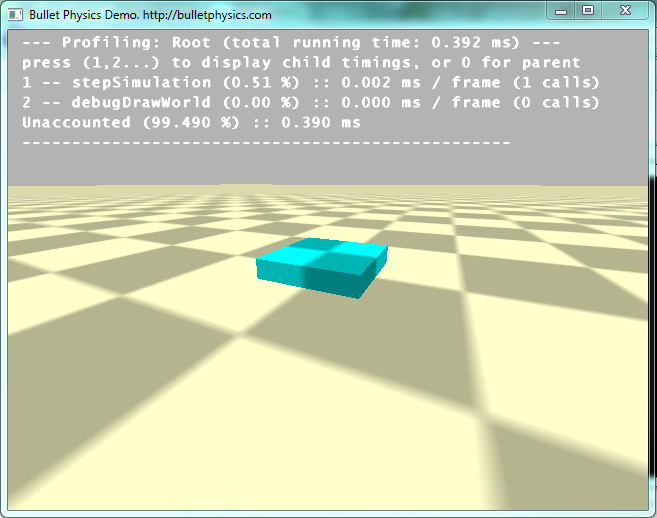 Bullet Physics Demo. http://bulletphysics.com
--- Profiling: Root (total running time: 0.392 ms) ---
press (1,2...) to display child timings, or 0 for parent
1 -- stepSimulation (0.51 %) :: 0.002 ms / frame (1 calls)
2 -- debugDrawWorld (0.00 %) :: 0.000 ms / frame (0 calls)
Unaccounted (99.490 %) :: 0.390 ms
-------------------------------------------------